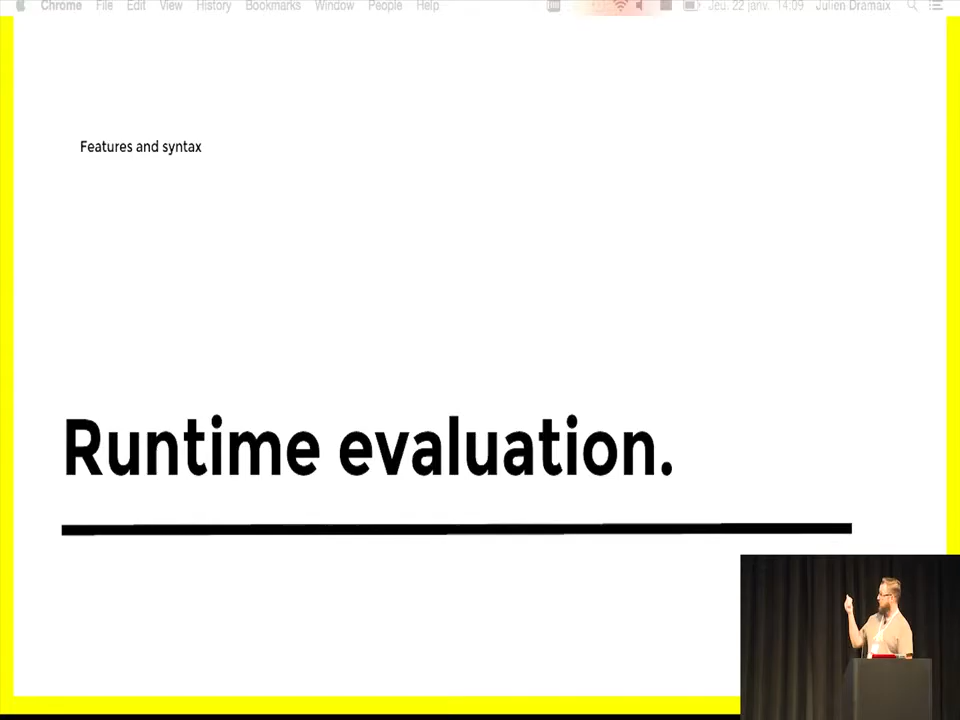 Chrome File Edit View History Bookmarks Window People Help Jeu. 22 janv. 14:09 Julien Dramaix
Features and syntax
Runtime evaluation.